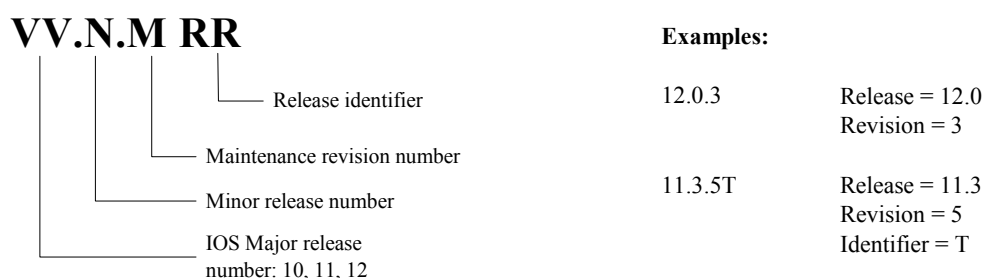 VV.N.M RR
Release identifier
Maintenance revision number
Minor release number
IOS Major release
number: 10, 11, 12
Examples:
12.0.3 Release = 12.0
Revision = 3
11.3.5T Release = 11.3
Revision = 5
Identifier = T